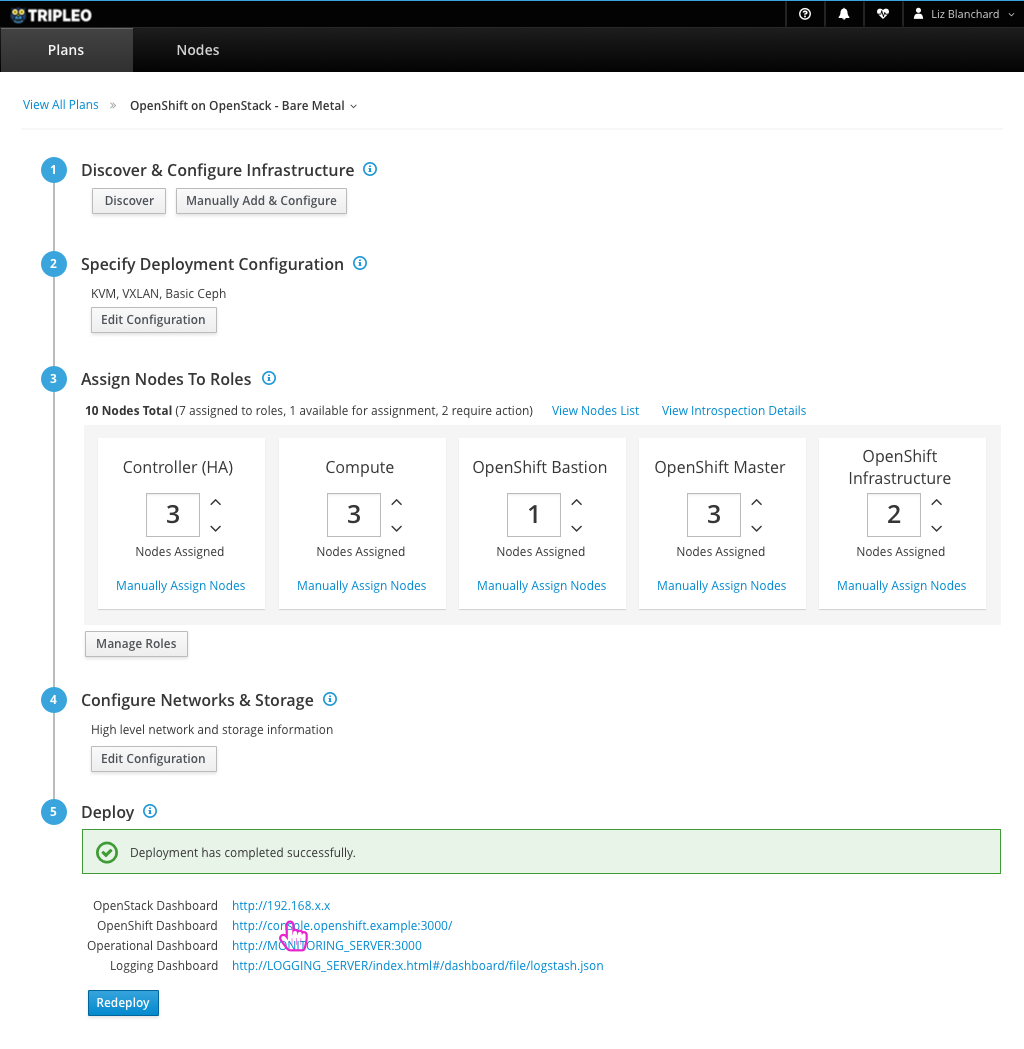 TRIPLEO
Liz Blanchard
Plans
Nodes
View All Plans » OpenShift on OpenStack - Bare Metal
1 Discover & Configure Infrastructure
Discover Manually Add & Configure
2 Specify Deployment Configuration
KVM, VXLAN, Basic Ceph
Edit Configuration
3 Assign Nodes To Roles
10 Nodes Total (7 assigned to roles, 1 available for assignment, 2 require action) View Nodes List View Introspection Details
Controller (HA)
3
Nodes Assigned
Manually Assign Nodes
Compute
3
Nodes Assigned
Manually Assign Nodes
OpenShift Bastion
1
Nodes Assigned
Manually Assign Nodes
OpenShift Master
3
Nodes Assigned
Manually Assign Nodes
OpenShift
Infrastructure
2
Nodes Assigned
Manually Assign Nodes
Manage Roles
4 Configure Networks & Storage
High level network and storage information
Edit Configuration
5 Deploy
Deployment has completed successfully.
OpenStack Dashboard http://192.168.x.x
OpenShift Dashboard http://console.openshift.example:3000/
Operational Dashboard http://MONITORING_SERVER:3000
Logging Dashboard http://LOGGING_SERVER/index.html#/dashboard/file/logstash.json
Redeploy